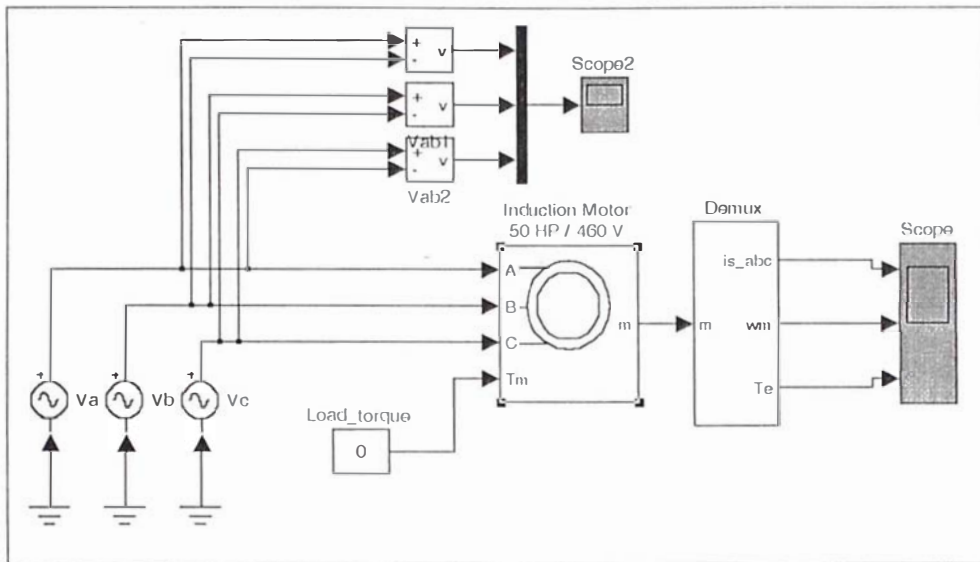 +
-
v
Scope2
+
-
v
Vab1
+
-
v
Vab2
Induction Motor
50 HP / 460 V
Demux
Scope
A
B
C
Tm
m
m
is_abc
wm
Te
+
Va
+
Vb
+
Vc
Load_torque
0